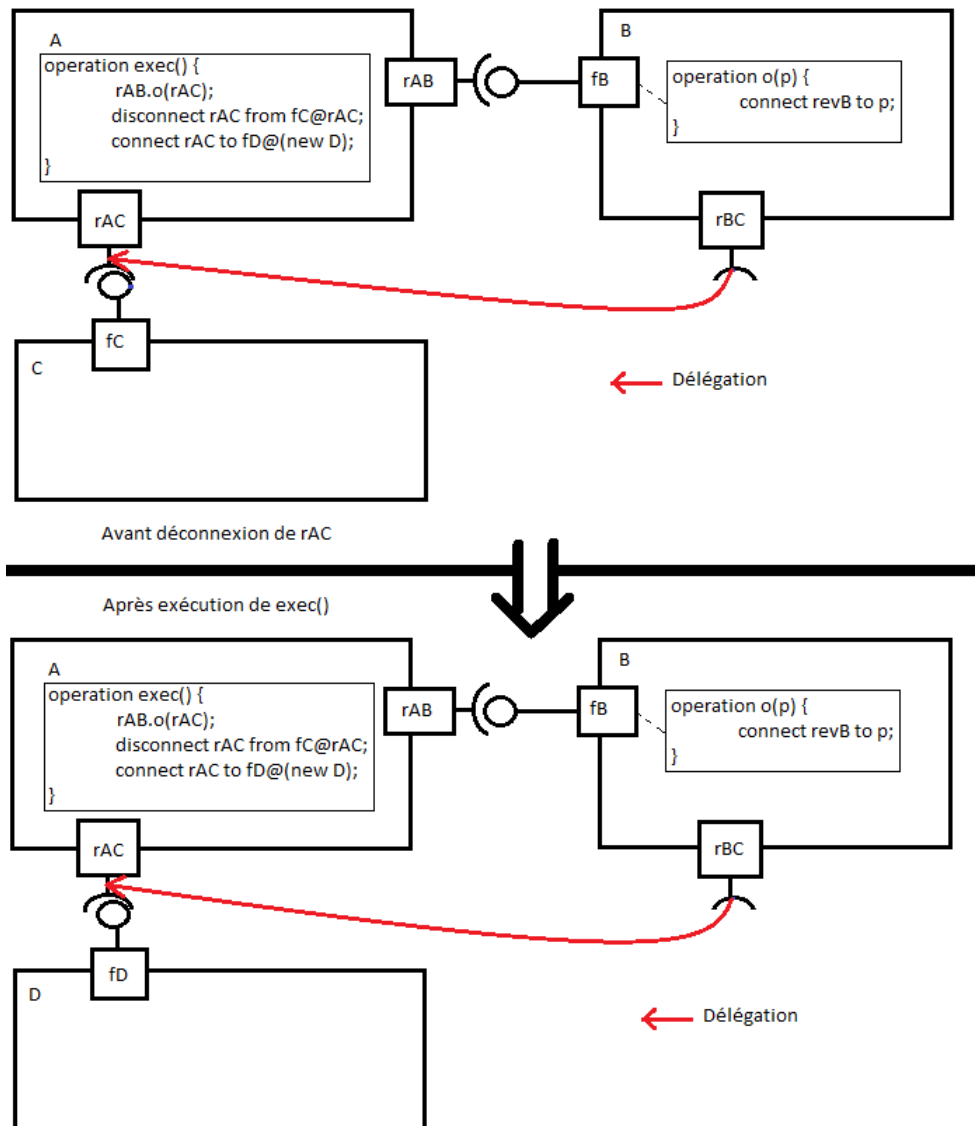 A
operation exec() {
rAB.o(rAC);
disconnect rAC from fC@rAC;
connect rAC to fD@(new D);
}
rAB
fB
B
operation o(p) {
connect revB to p;
}
rAC
rBC
fC
C
Délégation
Avant déconnexion de rAC
Après exécution de exec()
A
operation exec() {
rAB.o(rAC);
disconnect rAC from fC@rAC;
connect rAC to fD@(new D);
}
rAB
fB
B
operation o(p) {
connect revB to p;
}
rAC
rBC
fD
D
Délégation